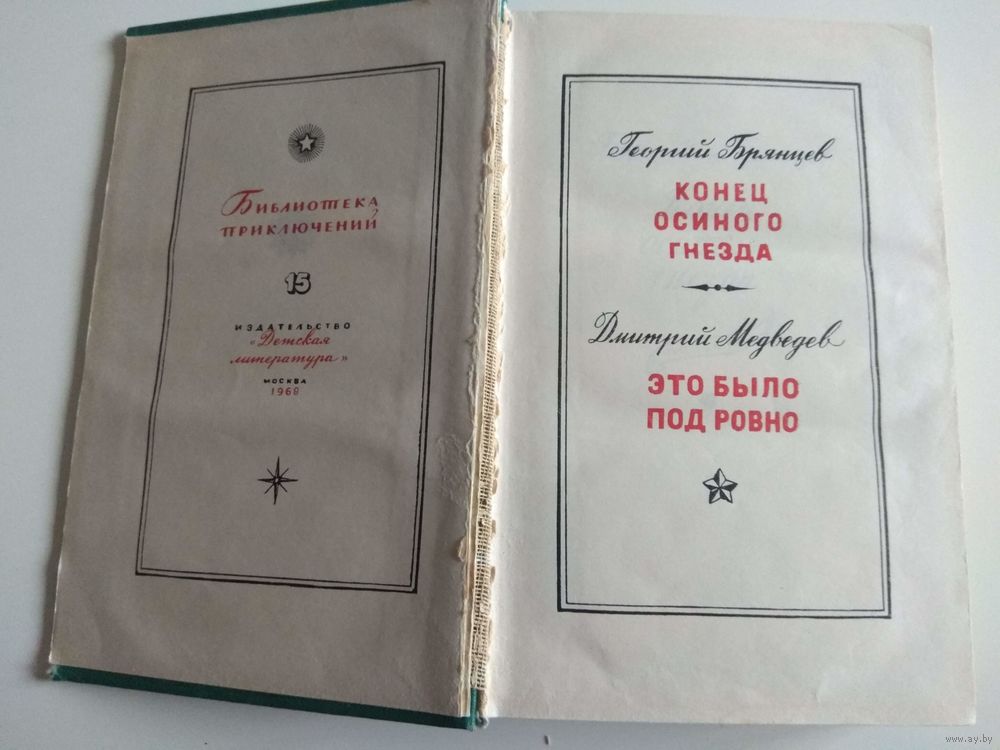 Библиотека
приключений
15
ИЗДАТЕЛЬСТВО
«Детская
литература»
МОСКВА
1968
Георгий Брянцев
КОНЕЦ
ОСИНОГО
ГНЕЗДА
Дмитрий Медведев
ЭТО БЫЛО
ПОД РОВНО
www.ay.by